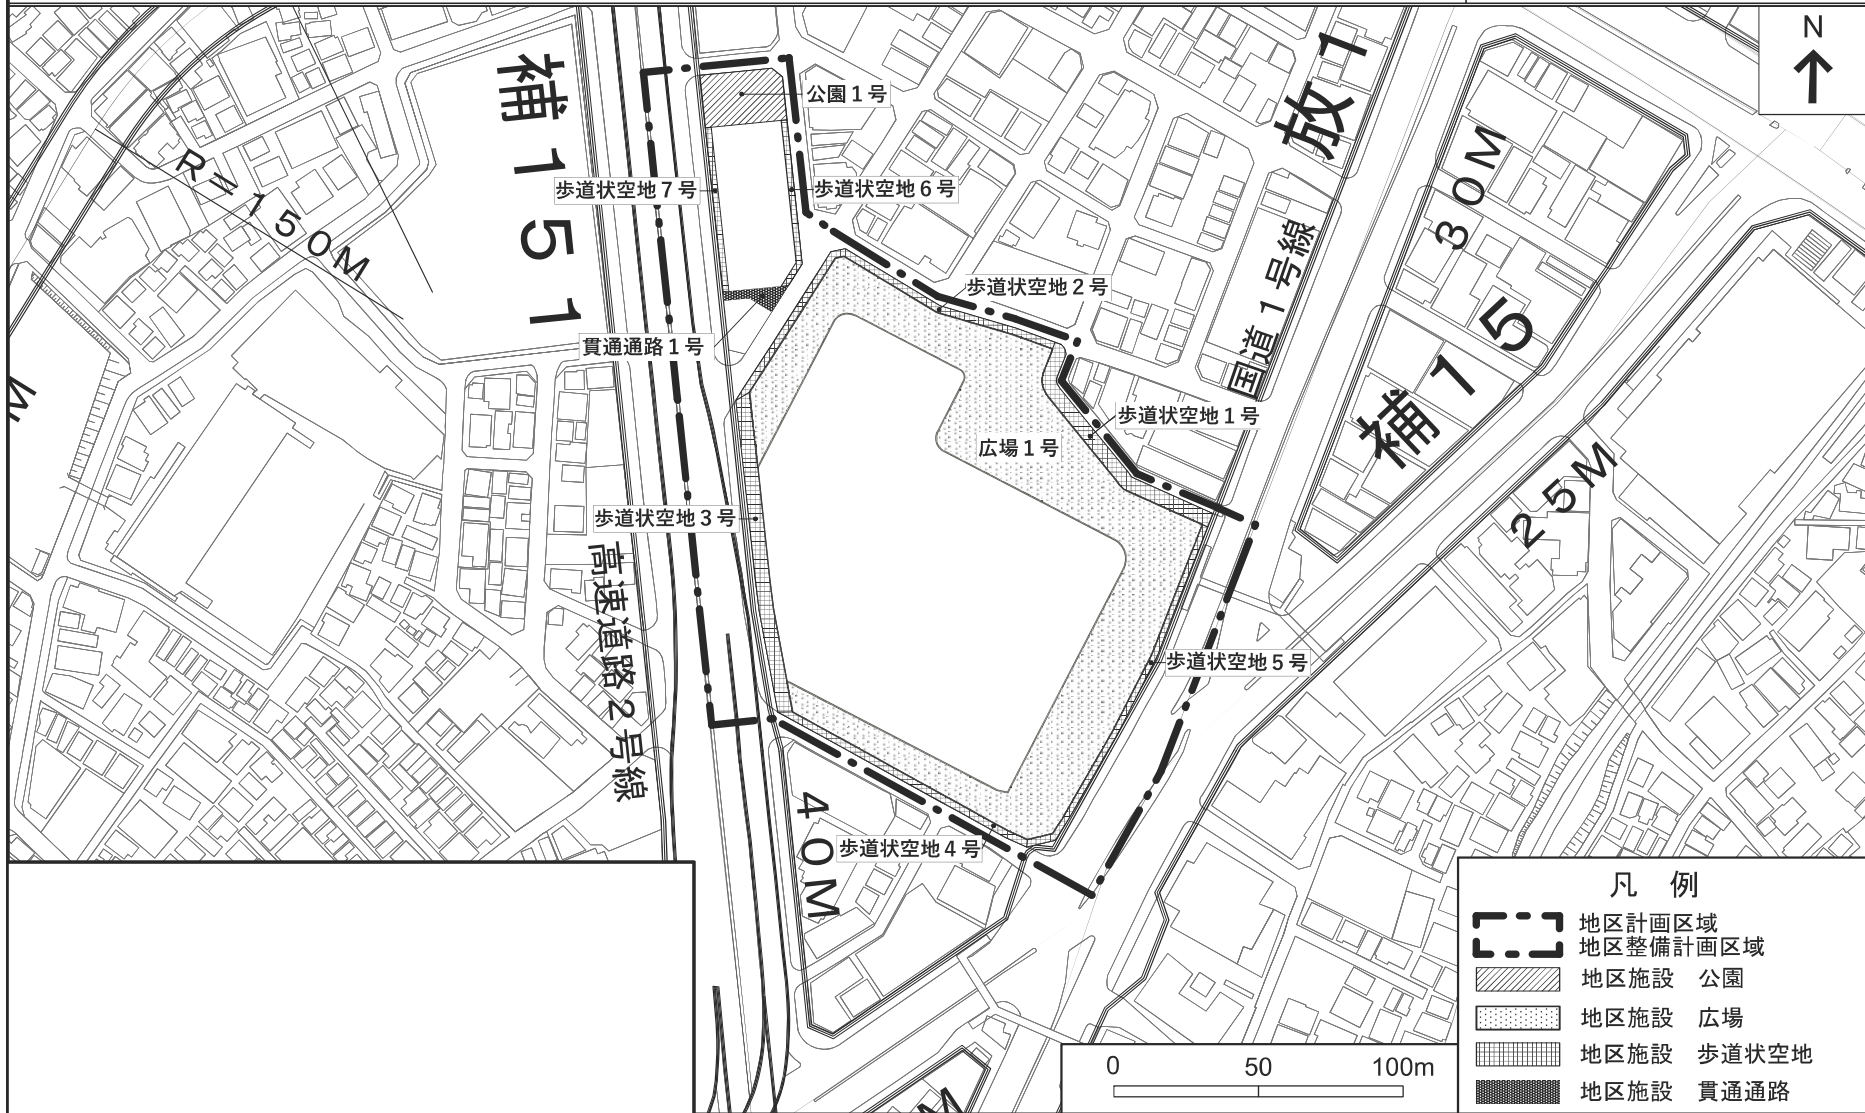 N
補151
放1
公園1号
R≒150M
歩道状空地7号
歩道状空地6号
30M
国道1号線
歩道状空地2号
貫通通路1号
補15
歩道状空地1号
広場1号
25M
M
歩道状空地3号
高速道路2号線
歩道状空地5号
40M
歩道状空地4号
凡 例
地区計画区域
地区整備計画区域
地区施設 公園
地区施設 広場
地区施設 歩道状空地
地区施設 貫通通路
0 50 100m
M